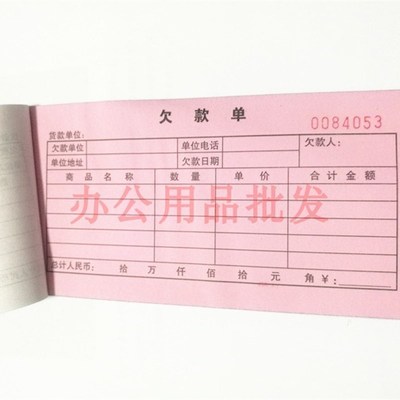 欠款单
0084053
货款单位:
欠款单位 单位电话 欠款人:
单位地址 欠款日期
商品名称 数量 单价 合计金额
办公用品批发
总计人民币: 拾 万 仟 佰 拾 元 角 ¥: